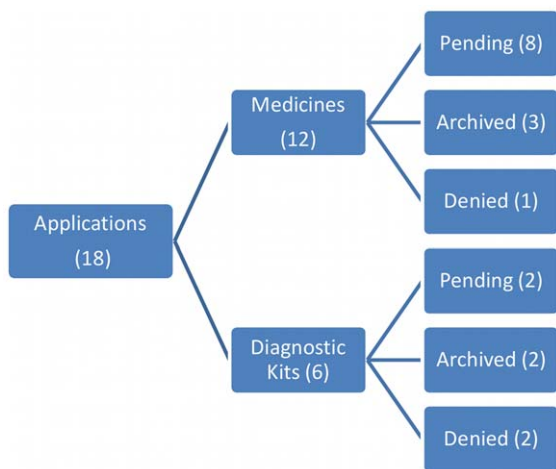 Applications
(18)
Medicines
(12)
Pending (8)
Archived (3)
Denied (1)
Diagnostic
Kits (6)
Pending (2)
Archived (2)
Denied (2)